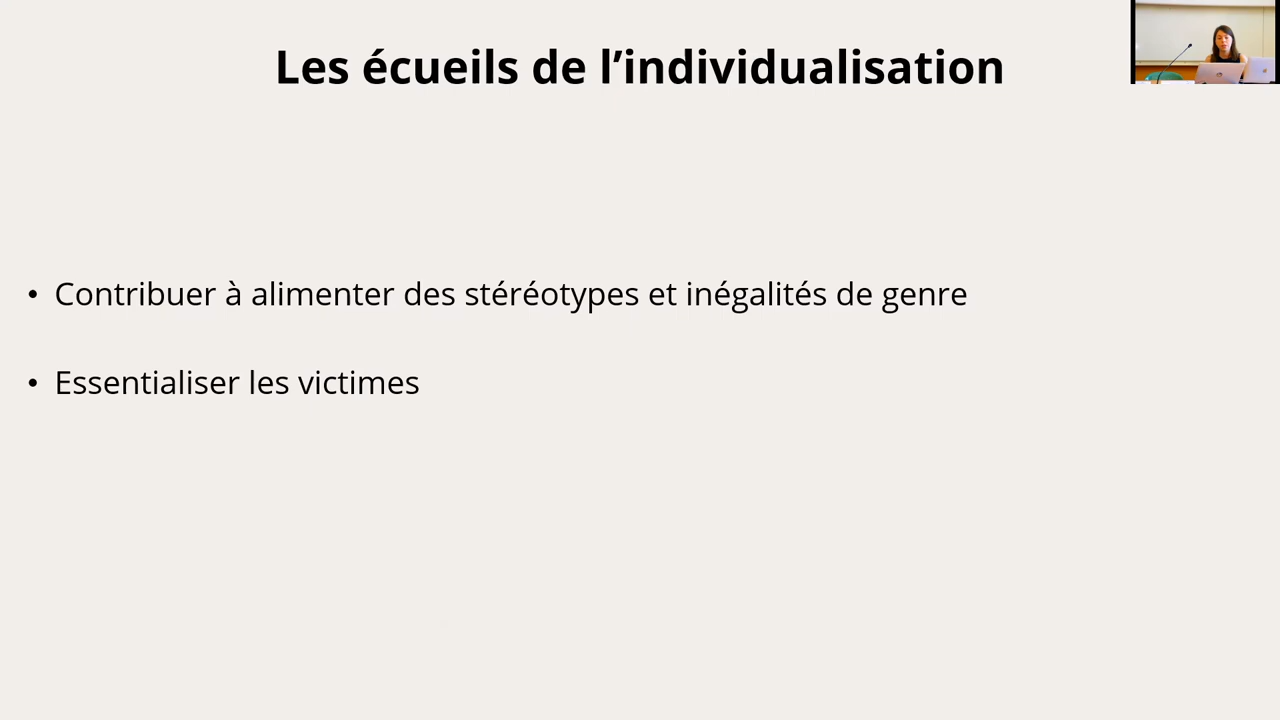 Les écueils de l’individualisation
• Contribuer à alimenter des stéréotypes et inégalités de genre
• Essentialiser les victimes